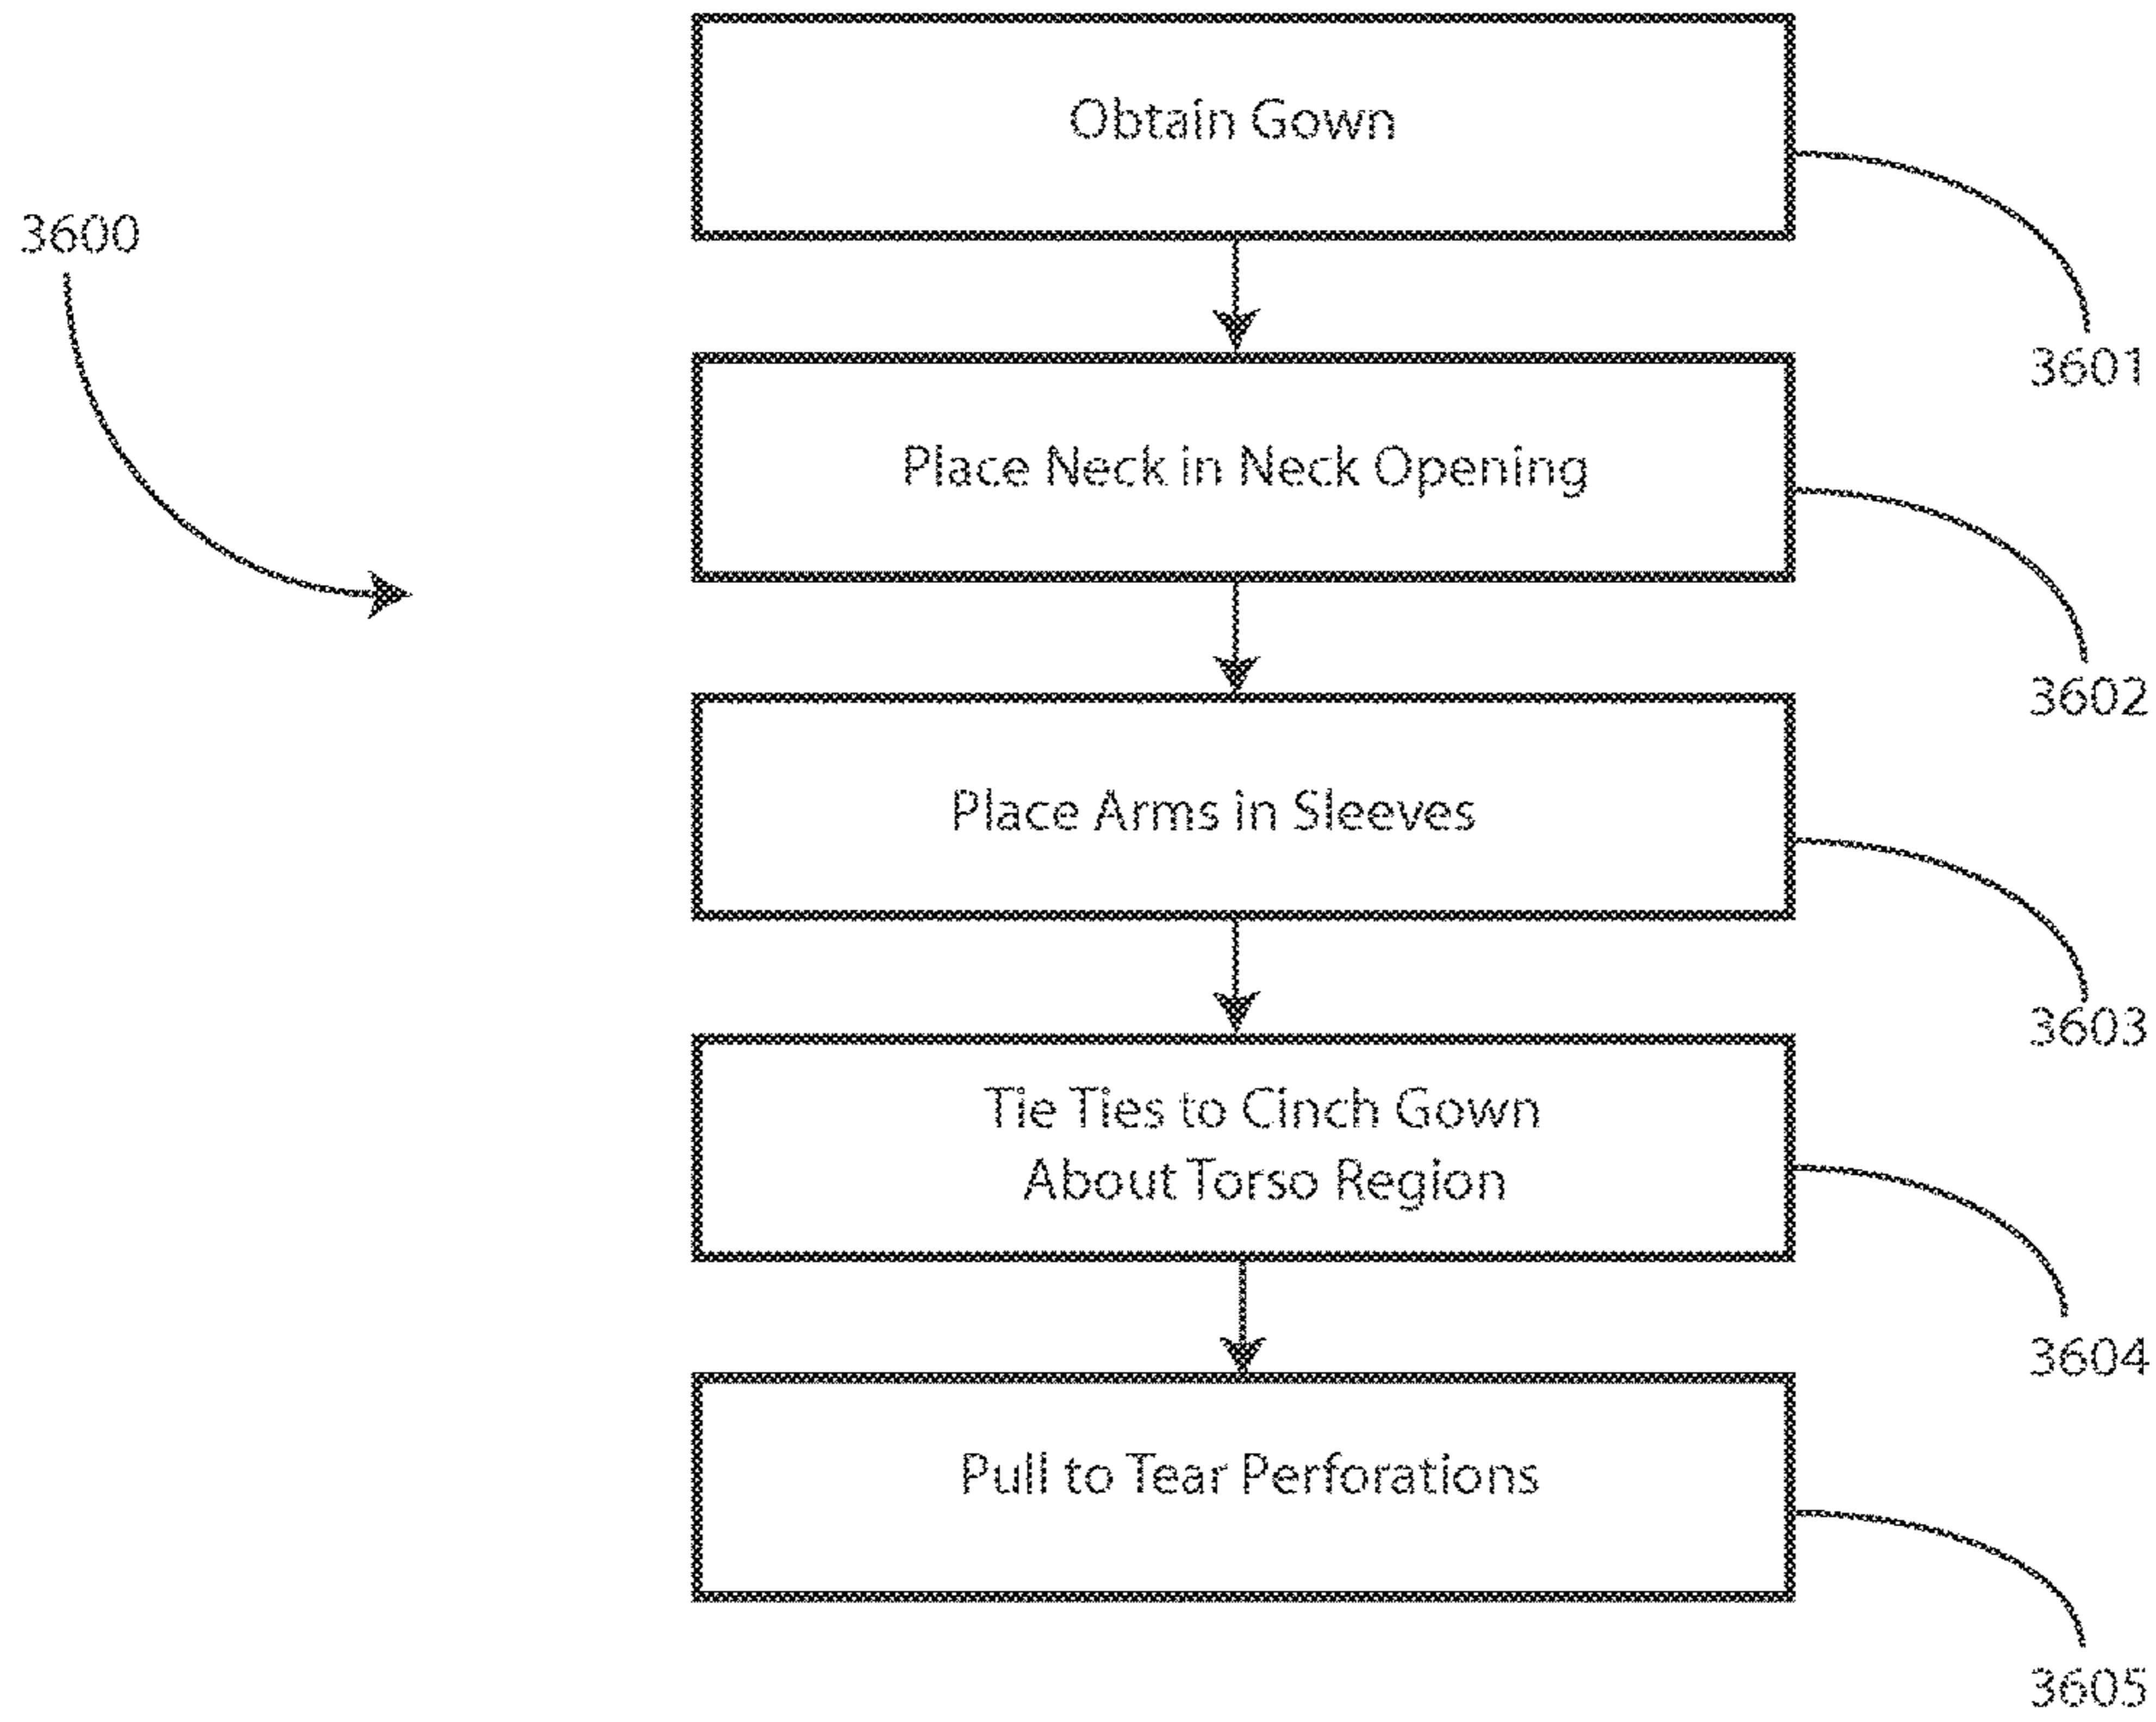 Obtain Gown
3600
3601
Place Neck in Neck Opening
3602
Place Arms in Sleeves
3603
Tie Ties to Cinch Gown
About Torso Region
3604
Pull to Tear Perforations
3605